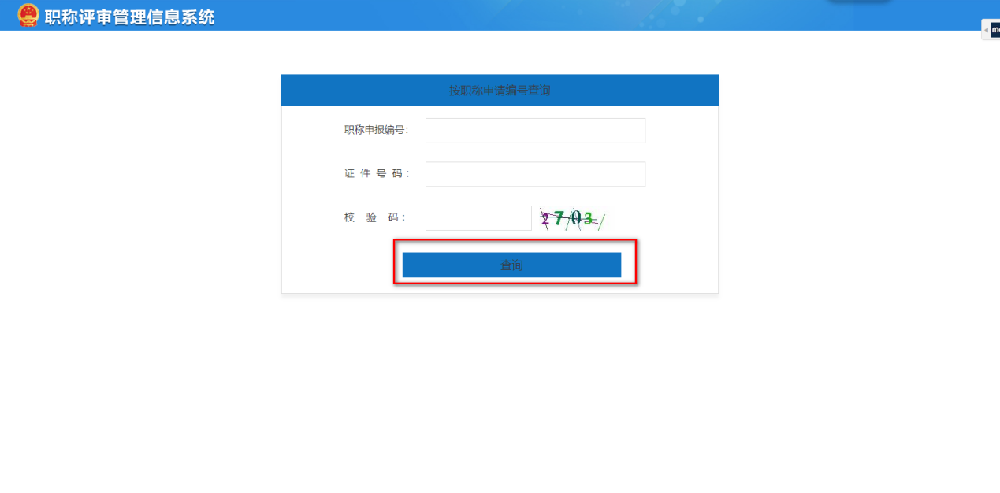 职称评审管理信息系统
按职称申请编号查询
职称申报编号:
证 件 号 码 :
校 验 码 :
2703
查询